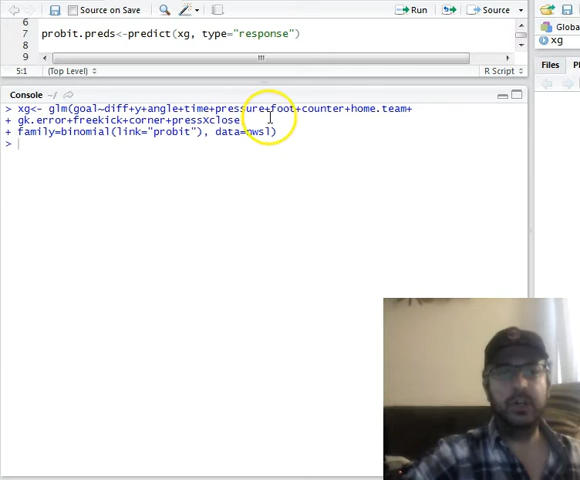 Source on Save
Run
Source
6
7 probit.preds<-predict(xg, type="response")
8
9
5:1 (Top Level) R Script
Console ~/
> xg<- glm(goal~diff+y+angle+time+pressure+foot+counter+home.team+
+ gk.error+freekick+corner+pressXclose
+ family=binomial(link="probit"), data=nwsl)
>
Globa
xg
Files